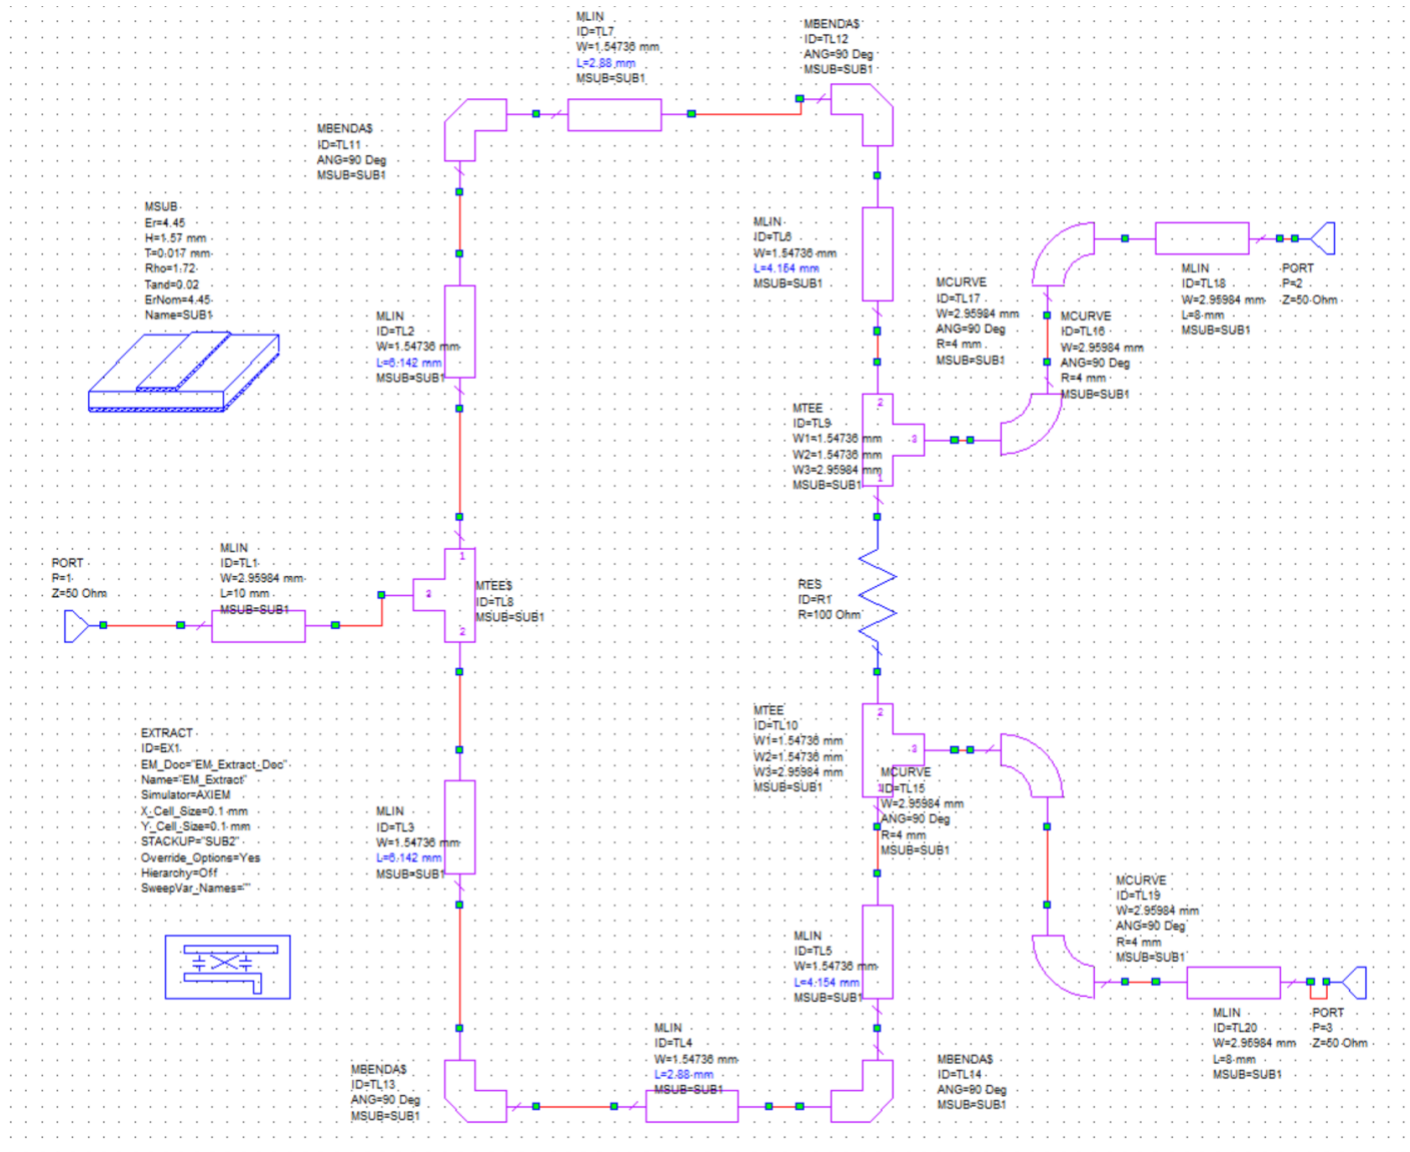 MLIN
ID=TL7
W=1.54736 mm
L=2.88 mm
MSUB=SUB1
MBENDA$
ID=TL12
ANG=90 Deg
MSUB=SUB1
MBENDA$
ID=TL11
ANG=90 Deg
MSUB=SUB1
MSUB
Er=4.45
H=1.57 mm
T=0.017 mm
Rho=1.72
Tand=0.02
ErNom=4.45
Name=SUB1
MLIN
ID=TL6
W=1.54736 mm
L=4.154 mm
MSUB=SUB1
MLIN
ID=TL18
W=2.95984 mm
L=8 mm
MSUB=SUB1
PORT
P=2
Z=50 Ohm
MCURVE
ID=TL17
W=2.95984 mm
ANG=90 Deg
R=4 mm
MSUB=SUB1
MCURVE
ID=TL16
W=2.95984 mm
ANG=90 Deg
R=4 mm
MSUB=SUB1
MLIN
ID=TL2
W=1.54736 mm
L=6.142 mm
MSUB=SUB1
MTEE
ID=TL9
W1=1.54736 mm
W2=1.54736 mm
W3=2.95984 mm
MSUB=SUB1
2
3
1
PORT
P=1
Z=50 Ohm
MLIN
ID=TL1
W=2.95984 mm
L=10 mm
MSUB=SUB1
1
3
2
MTEE$
ID=TL8
MSUB=SUB1
RES
ID=R1
R=100 Ohm
MTEE
ID=TL10
W1=1.54736 mm
W2=1.54736 mm
W3=2.95984 mm
MSUB=SUB1
2
3
1
MCURVE
ID=TL15
W=2.95984 mm
ANG=90 Deg
R=4 mm
MSUB=SUB1
EXTRACT
ID=EX1
EM_Doc="EM_Extract_Doc"
Name="EM_Extract"
Simulator=AXIEM
X_Cell_Size=0.1 mm
Y_Cell_Size=0.1 mm
STACKUP="SUB2"
Override_Options=Yes
Hierarchy=Off
SweepVar_Names=""
MLIN
ID=TL3
W=1.54736 mm
L=6.142 mm
MSUB=SUB1
MCURVE
ID=TL19
W=2.95984 mm
ANG=90 Deg
R=4 mm
MSUB=SUB1
MLIN
ID=TL5
W=1.54736 mm
L=4.154 mm
MSUB=SUB1
MLIN
ID=TL20
W=2.95984 mm
L=8 mm
MSUB=SUB1
PORT
P=3
Z=50 Ohm
MLIN
ID=TL4
W=1.54736 mm
L=2.88 mm
MSUB=SUB1
MBENDA$
ID=TL13
ANG=90 Deg
MSUB=SUB1
MBENDA$
ID=TL14
ANG=90 Deg
MSUB=SUB1